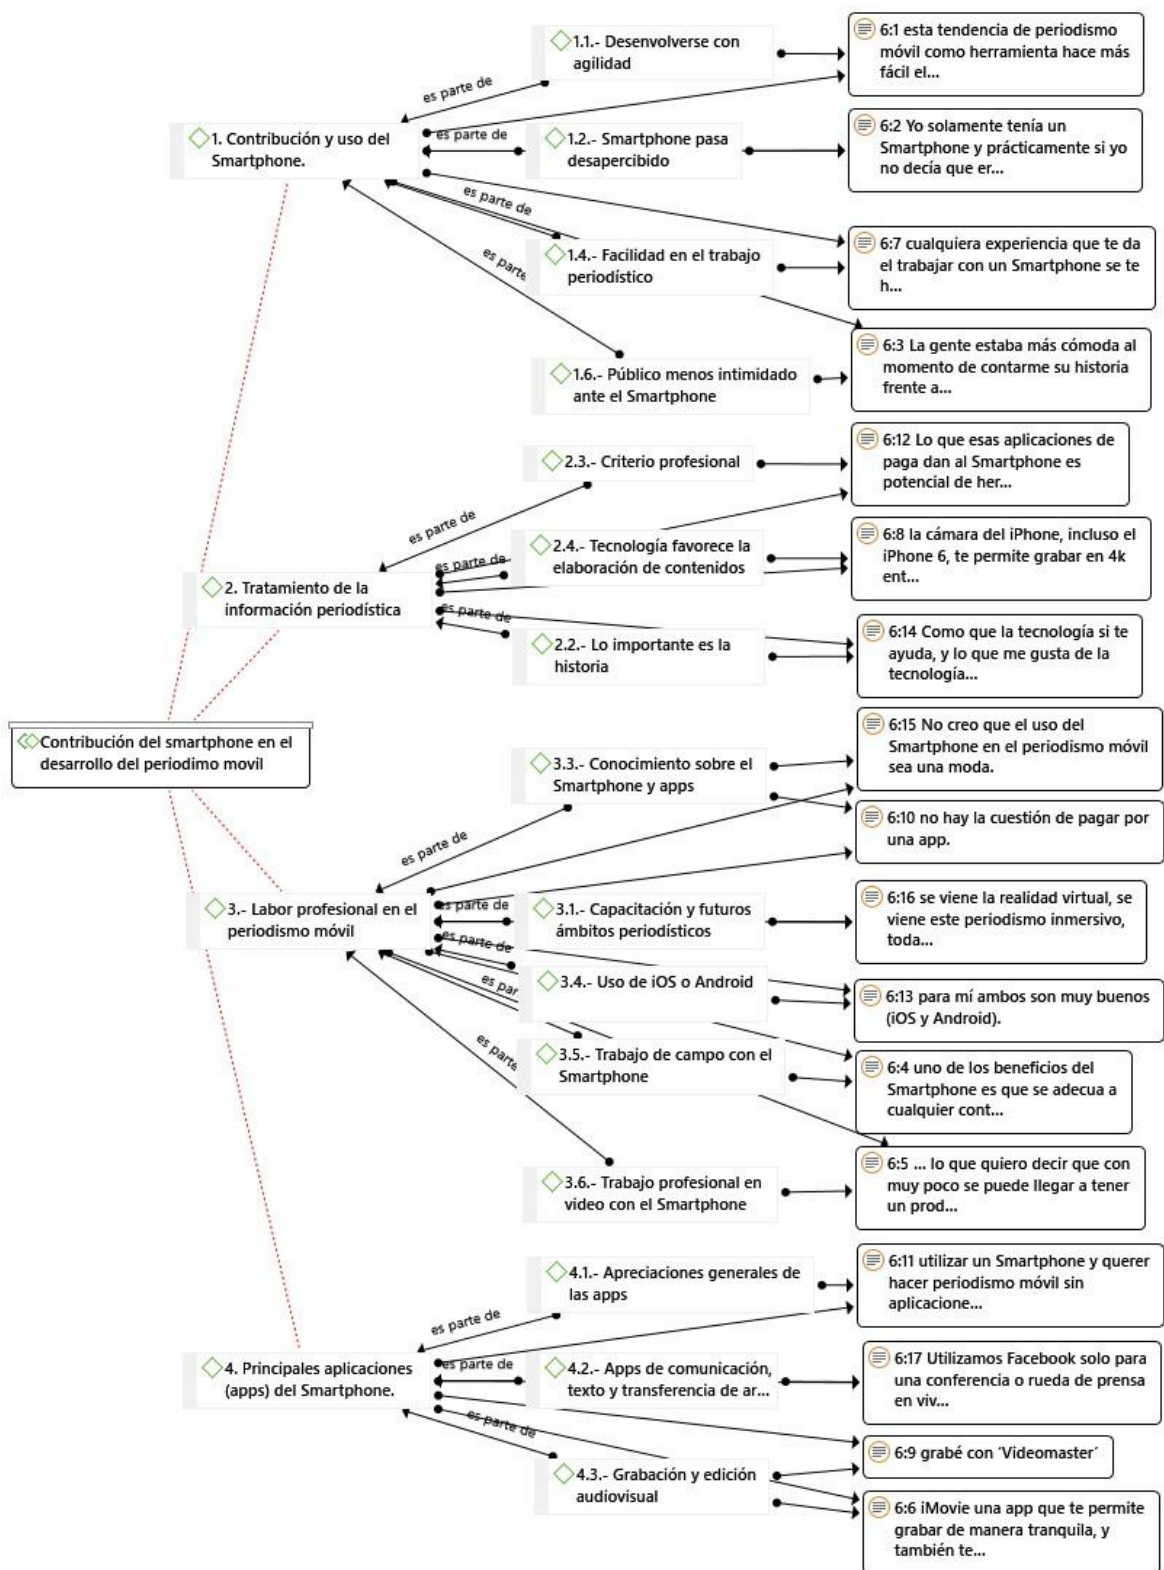 1.1.- Desenvolverse con
agilidad
6:1 esta tendencia de periodismo
móvil como herramienta hace más
fácil el...
es parte de
1. Contribución y uso del
Smartphone.
es parte de
1.2.- Smartphone pasa
desapercibido
6:2 Yo solamente tenía un
Smartphone y prácticamente si yo
no decía que er...
es parte de
1.4.- Facilidad en el trabajo
periodístico
6:7 cualquiera experiencia que te da
el trabajar con un Smartphone se te
h...
es parte
1.6.- Público menos intimidado
ante el Smartphone
6:3 La gente estaba más cómoda al
momento de contarme su historia
frente a...
2.3.- Criterio profesional
6:12 Lo que esas aplicaciones de
paga dan al Smartphone es
potencial de her...
es parte de
2. Tratamiento de la
información periodística
es parte de
2.4.- Tecnología favorece la
elaboración de contenidos
6:8 la cámara del iPhone, incluso el
iPhone 6, te permite grabar en 4k
ent...
es parte de
2.2.- Lo importante es la
historia
6:14 Como que la tecnología si te
ayuda, y lo que me gusta de la
tecnología...
Contribución del smartphone en el
desarrollo del periodimo movil
3.3.- Conocimiento sobre el
Smartphone y apps
6:15 No creo que el uso del
Smartphone en el periodismo móvil
sea una moda.
6:10 no hay la cuestión de pagar por
una app.
es parte de
3.- Labor profesional en el
periodismo móvil
es parte de
3.1.- Capacitación y futuros
ámbitos periodísticos
6:16 se viene la realidad virtual, se
viene este periodismo inmersivo,
toda...
es parte de
3.4.- Uso de iOS o Android
6:13 para mí ambos son muy buenos
(iOS y Android).
es par
3.5.- Trabajo de campo con el
Smartphone
6:4 uno de los beneficios del
Smartphone es que se adecua a
cualquier cont...
es parte
3.6.- Trabajo profesional en
video con el Smartphone
6:5 ... lo que quiero decir que con
muy poco se puede llegar a tener
un prod...
4.1.- Apreciaciones generales de
las apps
6:11 utilizar un Smartphone y querer
hacer periodismo móvil sin
aplicacione...
es parte de
4. Principales aplicaciones
(apps) del Smartphone.
es parte de
4.2.- Apps de comunicación,
texto y transferencia de ar...
6:17 Utilizamos Facebook solo para
una conferencia o rueda de prensa
en viv...
es parte de
4.3.- Grabación y edición
audiovisual
6:9 grabé con ‘Videomaster’
6:6 iMovie una app que te permite
grabar de manera tranquila, y
también te...